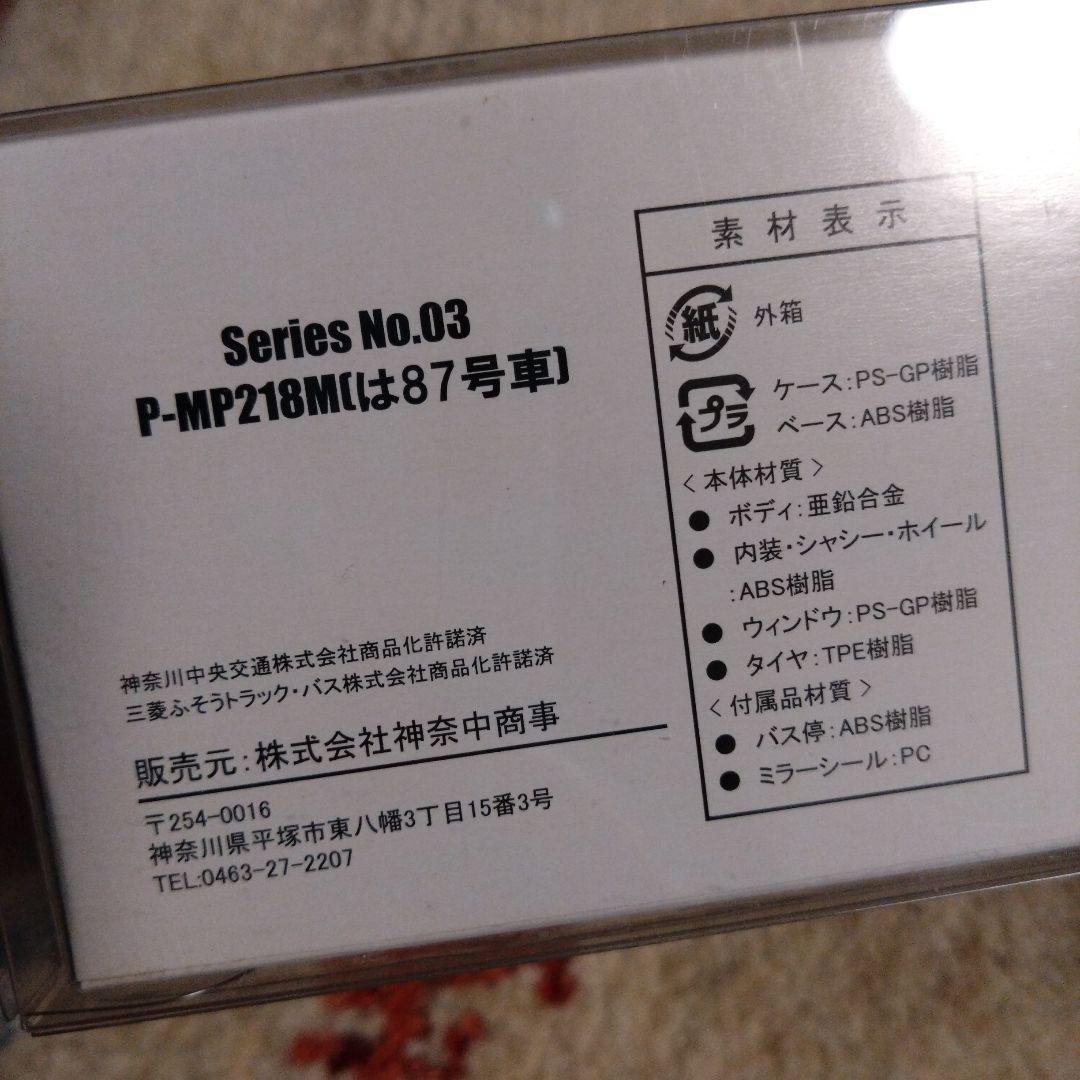 Series No.03
P-MP218M(は87号車)
神奈川中央交通株式会社商品化許諾済
三菱ふそうトラック・バス株式会社商品化許諾済
販売元:株式会社神奈中商事
〒254-0016
神奈川県平塚市東八幡3丁目15番3号
TEL:0463-27-2207
素材表示
紙 外箱
プラ ケース:PS-GP樹脂
ベース:ABS樹脂
<本体材質>
● ボディ:亜鉛合金
● 内装・シャシー・ホイール
:ABS樹脂
● ウィンドウ:PS-GP樹脂
● タイヤ:TPE樹脂
<付属品材質>
● バス停:ABS樹脂
● ミラーシール:PC